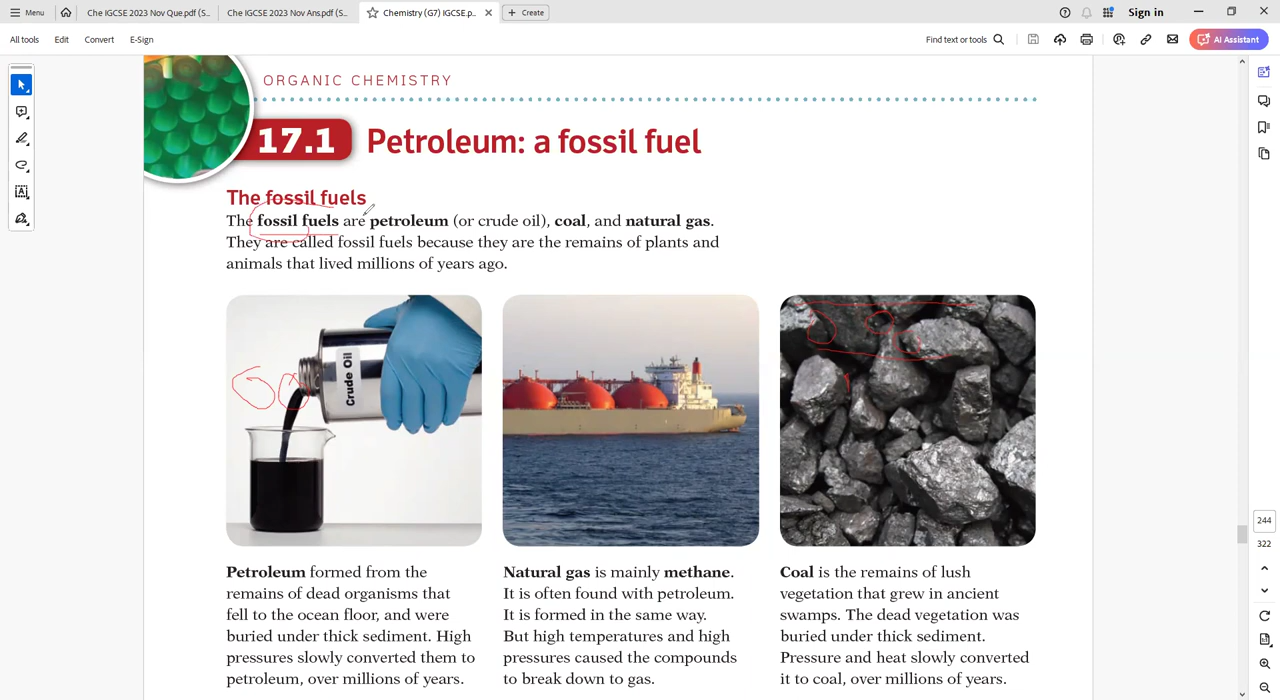 Menu
Che IGCSE 2023 Nov Que.pdf (S...
Che IGCSE 2023 Nov Ans.pdf (S...
Chemistry (G7) IGCSE.p...
Create
Sign in
All tools
Edit
Convert
E-Sign
Find text or tools
AI Assistant
ORGANIC CHEMISTRY
17.1 Petroleum: a fossil fuel
The fossil fuels
The fossil fuels are petroleum (or crude oil), coal, and natural gas.
They are called fossil fuels because they are the remains of plants and
animals that lived millions of years ago.
Crude Oil
Petroleum formed from the
remains of dead organisms that
fell to the ocean floor, and were
buried under thick sediment. High
pressures slowly converted them to
petroleum, over millions of years.
Natural gas is mainly methane.
It is often found with petroleum.
It is formed in the same way.
But high temperatures and high
pressures caused the compounds
to break down to gas.
Coal is the remains of lush
vegetation that grew in ancient
swamps. The dead vegetation was
buried under thick sediment.
Pressure and heat slowly converted
it to coal, over millions of years.
244
322